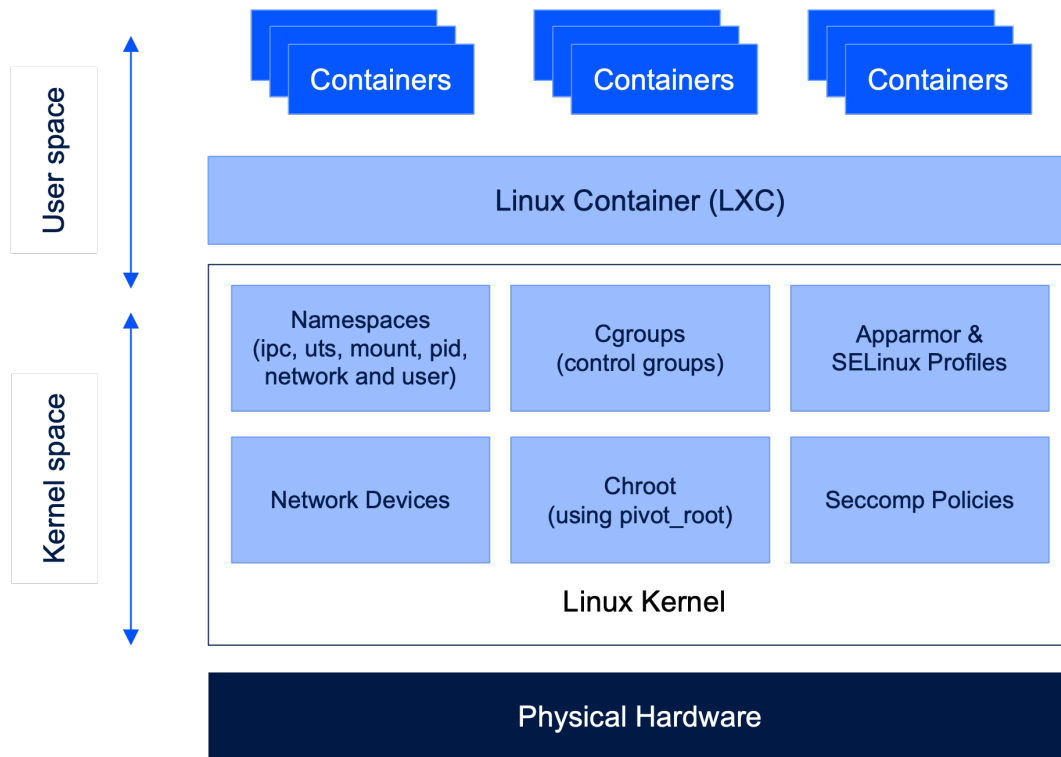 Containers
Containers
Containers
User space
Linux Container (LXC)
Namespaces
(ipc, uts, mount, pid,
network and user)
Cgroups
(control groups)
Apparmor &
SELinux Profiles
Kernel space
Network Devices
Chroot
(using pivot_root)
Seccomp Policies
Linux Kernel
Physical Hardware